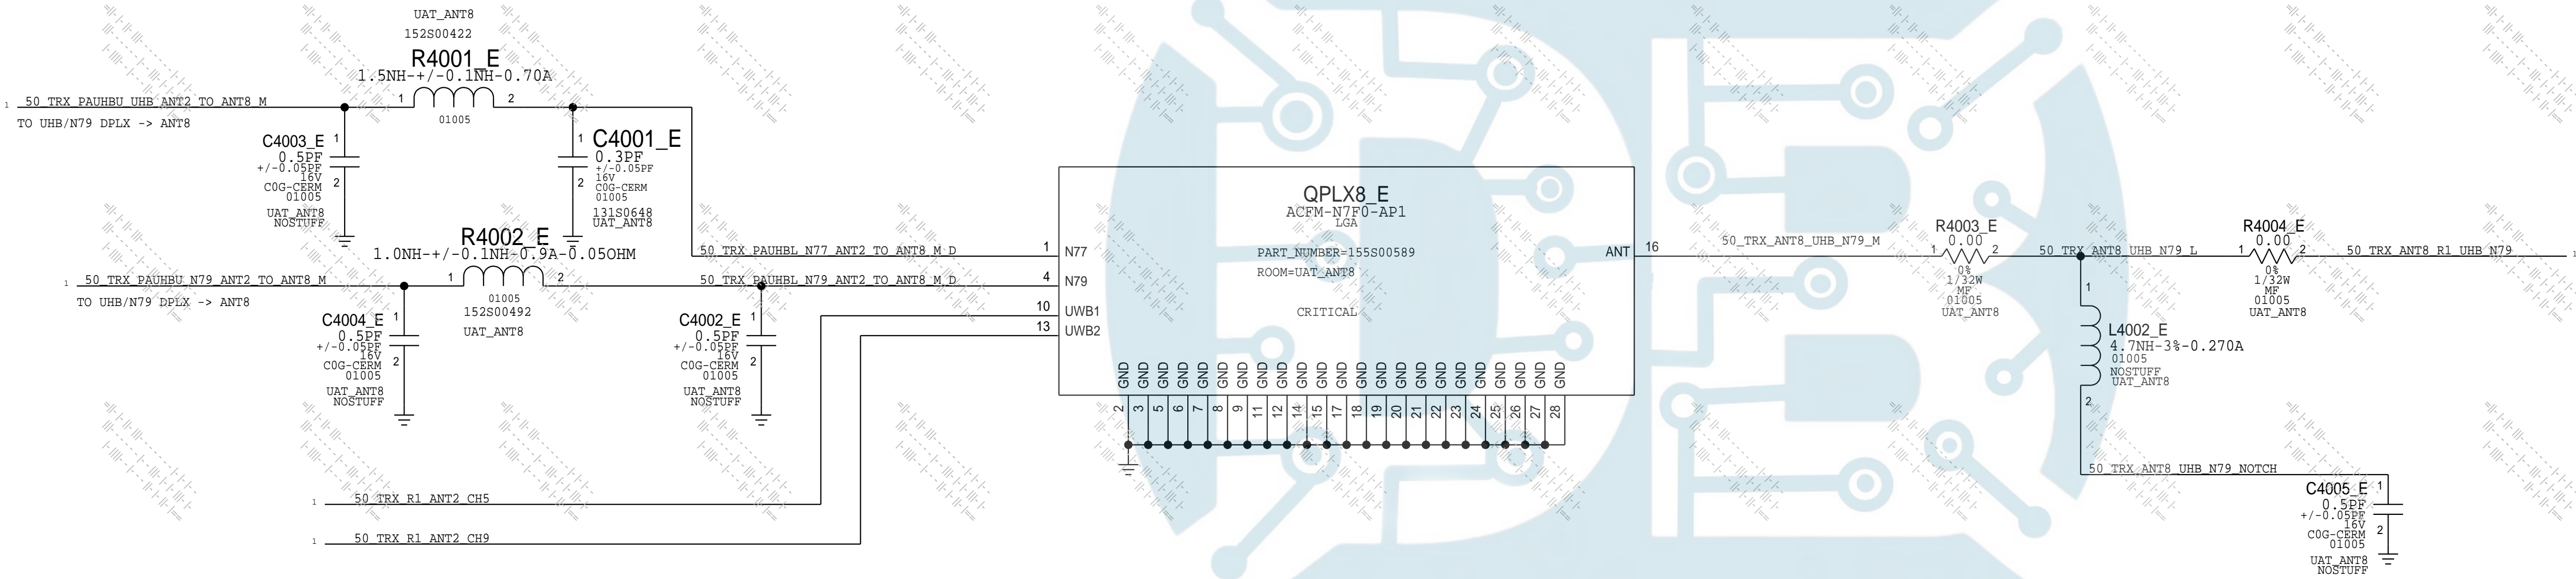 UAT_ANT8
152S00422
R4001_E
1.5NH-+/-0.1NH-0.70A
1
2
01005
1
50_TRX_PAUHBU_UHB_ANT2_TO_ANT8_M
TO UHB/N79 DPLX -> ANT8
C4003_E
0.5PF
+/-0.05PF
16V
C0G-CERM
01005
UAT_ANT8
NOSTUFF
1
2
C4001_E
0.3PF
+/-0.05PF
16V
C0G-CERM
01005
131S0648
UAT_ANT8
1
2
R4002_E
1.0NH-+/-0.1NH-0.9A-0.05OHM
1
2
01005
152S00492
UAT_ANT8
1
50_TRX_PAUHBU_N79_ANT2_TO_ANT8_M
TO UHB/N79 DPLX -> ANT8
C4004_E
0.5PF
+/-0.05PF
16V
C0G-CERM
01005
UAT_ANT8
NOSTUFF
1
2
C4002_E
0.5PF
+/-0.05PF
16V
C0G-CERM
01005
UAT_ANT8
NOSTUFF
1
2
50_TRX_PAUHBL_N77_ANT2_TO_ANT8_M_D
50_TRX_PAUHBL_N79_ANT2_TO_ANT8_M_D
1
50_TRX_R1_ANT2_CH5
1
50_TRX_R1_ANT2_CH9
QPLX8_E
ACFM-N7F0-AP1
LGA
PART_NUMBER=155S00589
ROOM=UAT_ANT8
CRITICAL
1 N77
4 N79
10 UWB1
13 UWB2
ANT 16
GND GND GND GND GND GND GND GND GND GND GND GND GND GND GND GND GND GND GND GND GND GND GND
2 3 5 6 7 8 9 11 12 14 15 17 18 19 20 21 22 23 24 25 26 27 28
50_TRX_ANT8_UHB_N79_M
R4003_E
0.00
1
2
0%
1/32W
MF
01005
UAT_ANT8
50_TRX_ANT8_UHB_N79_L
R4004_E
0.00
1
2
0%
1/32W
MF
01005
UAT_ANT8
50_TRX_ANT8_R1_UHB_N79
1
1
L4002_E
4.7NH-3%-0.270A
01005
NOSTUFF
UAT_ANT8
2
50_TRX_ANT8_UHB_N79_NOTCH
C4005_E
0.5PF
+/-0.05PF
16V
C0G-CERM
01005
UAT_ANT8
NOSTUFF
1
2